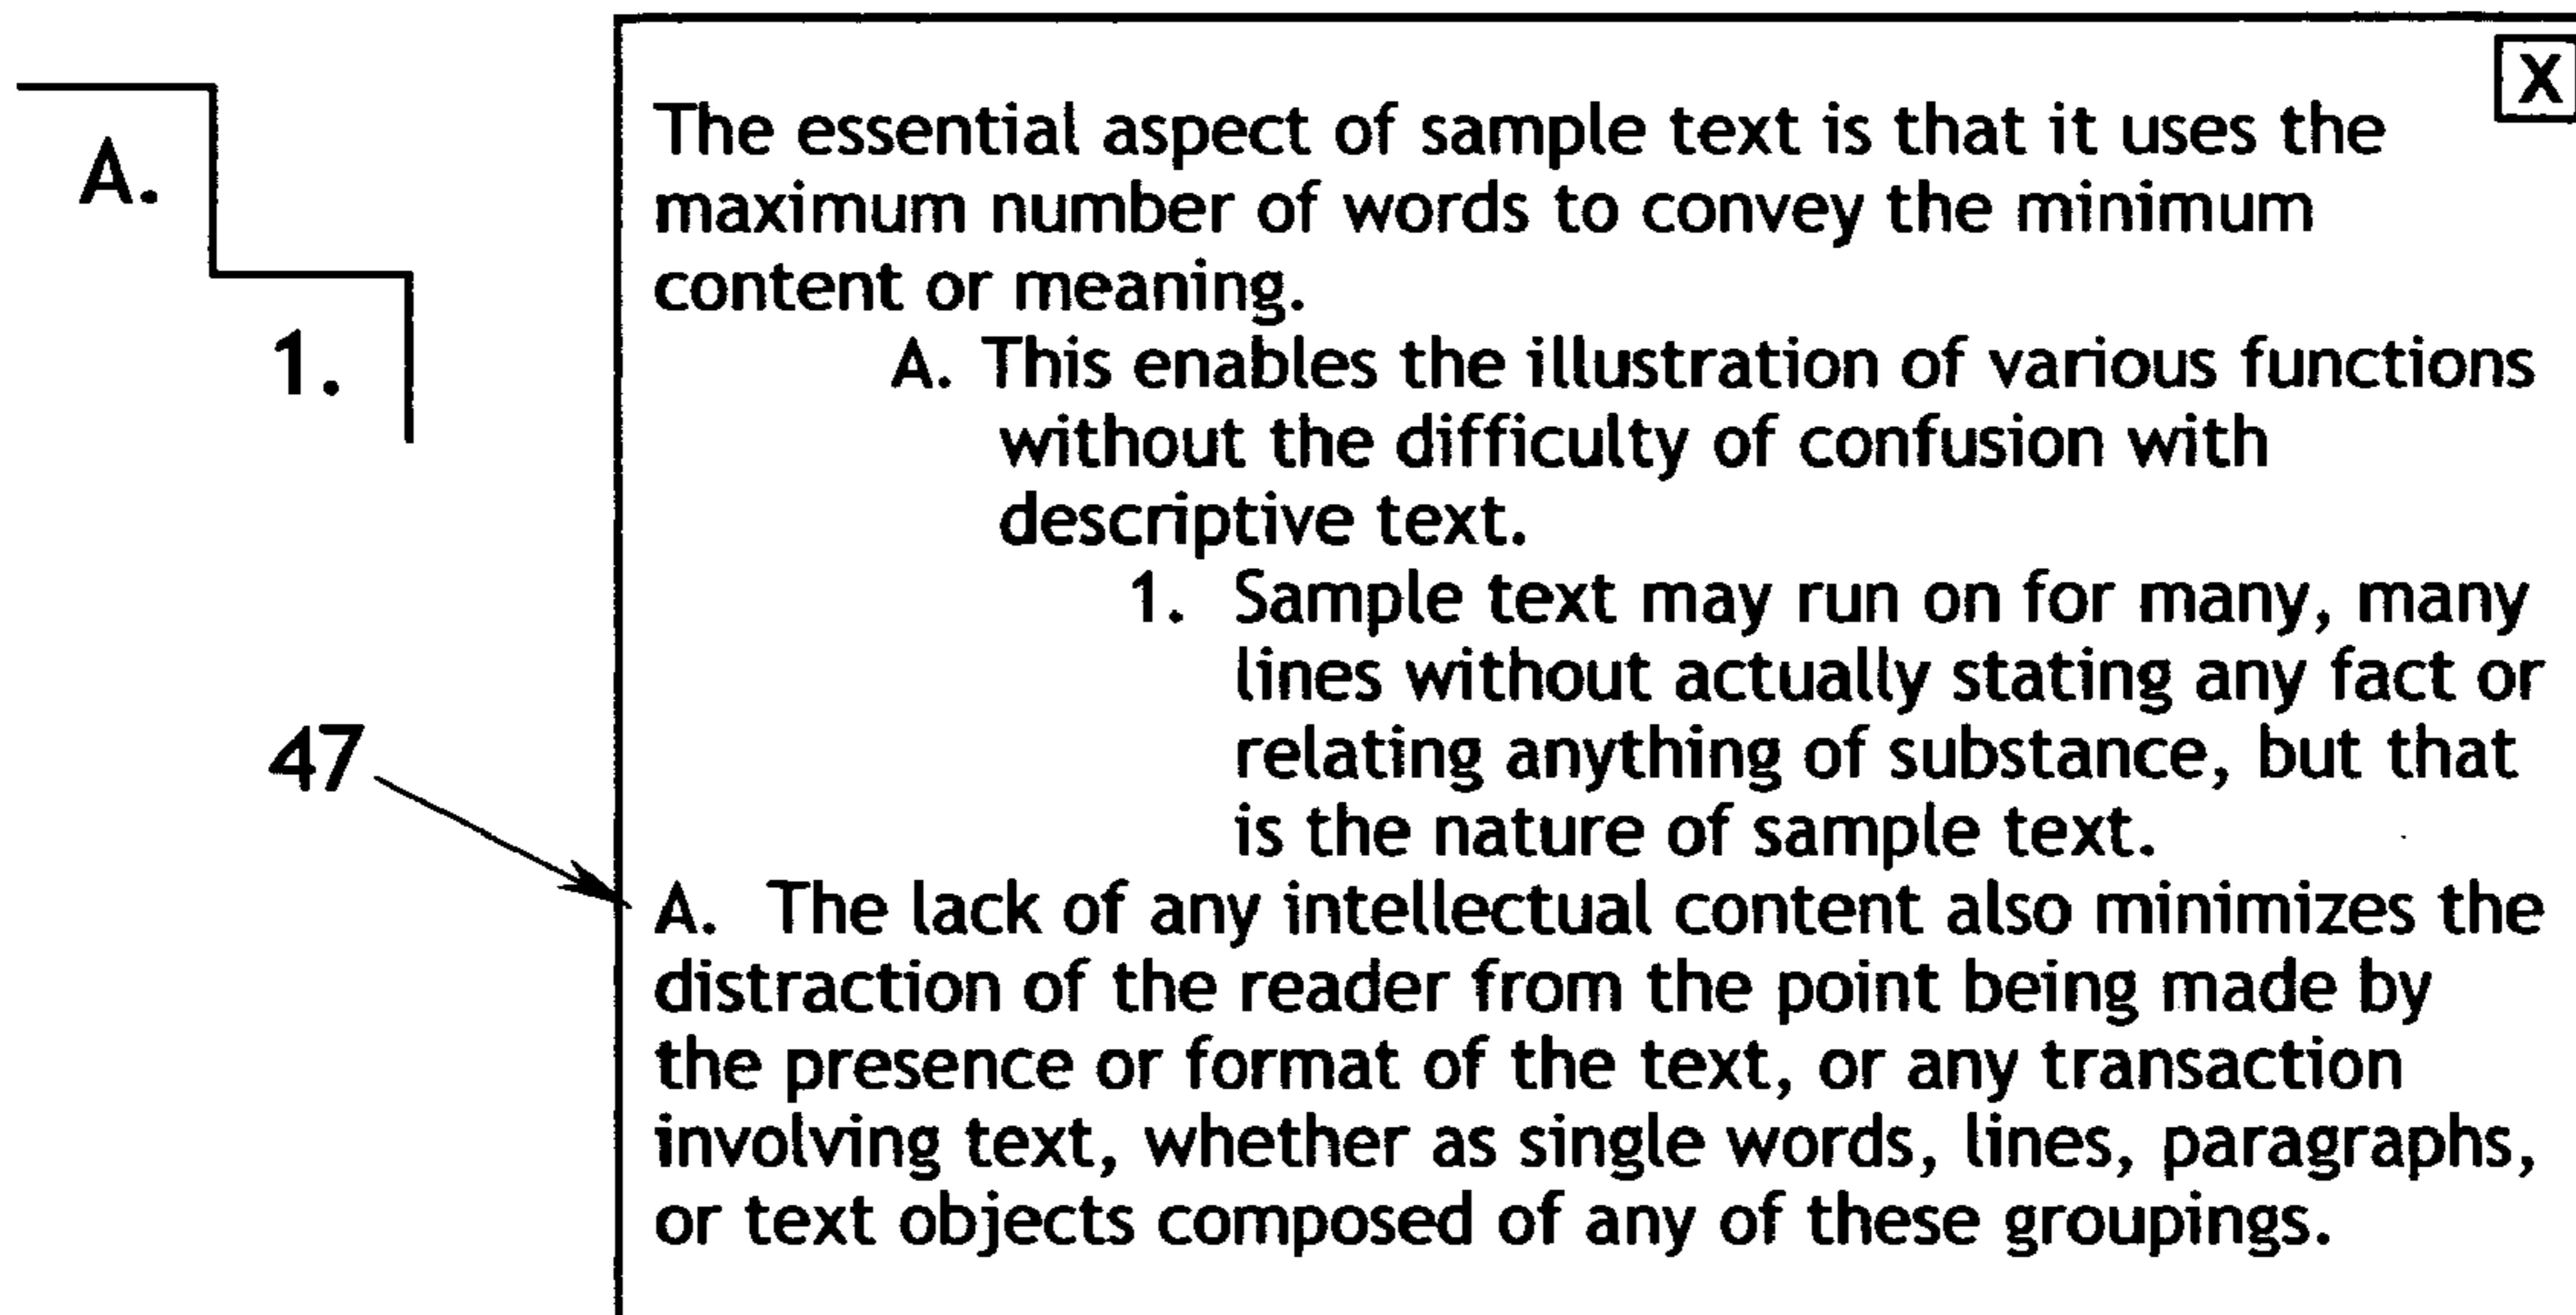 X
A.
1.
47
The essential aspect of sample text is that it uses the
maximum number of words to convey the minimum
content or meaning.
A. This enables the illustration of various functions
without the difficulty of confusion with
descriptive text.
1. Sample text may run on for many, many
lines without actually stating any fact or
relating anything of substance, but that
is the nature of sample text.
A. The lack of any intellectual content also minimizes the
distraction of the reader from the point being made by
the presence or format of the text, or any transaction
involving text, whether as single words, lines, paragraphs,
or text objects composed of any of these groupings.